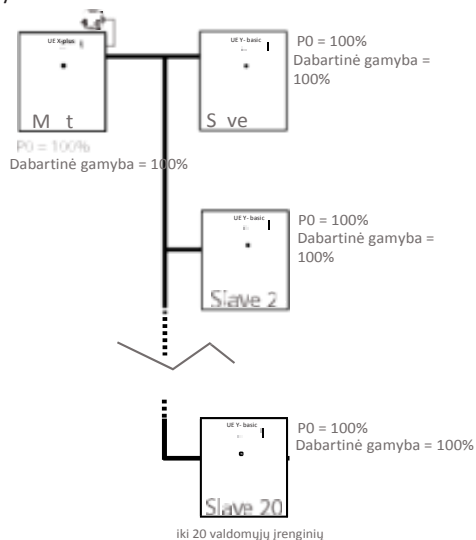 UE X-plus
M t
P0 = 100%
Dabartinė gamyba = 100%
UE Y- basic
S ve
P0 = 100%
Dabartinė gamyba =
100%
UE Y- basic
Slave 2
P0 = 100%
Dabartinė gamyba =
100%
UE Y- basic
Slave 20
P0 = 100%
Dabartinė gamyba = 100%
iki 20 valdomųjų įrenginių